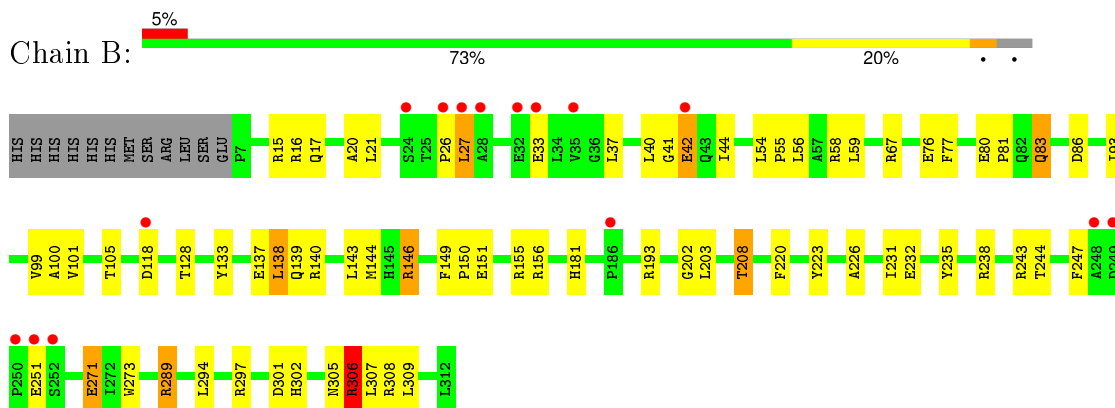 5%
Chain B:
73% 20% • •
HIS HIS HIS HIS HIS HIS MET SER ARG LEU SER GLU P7 R15 R16 Q17 A20 L21 S24 T25 P26 L27 A28 E32 E33 L34 V35 G36 L37 L40 G41 E42 Q43 I44 L54 P55 L56 A57 R58 L59 R67 E76 F77 E80 P81 Q82 Q83 D86 I93
V99 A100 V101 T105 D118 T128 Y133 E137 L138 Q139 R140 L143 M144 H145 R146 F149 P150 E151 R155 R156 H181 P186 R193 G202 L203 T208 F220 Y223 A226 I231 E232 Y235 R238 R243 T244 F247 A248 D249
P250 E251 S252 E271 I272 W273 R289 L294 R297 D301 H302 N305 R306 L307 R308 L309 L312